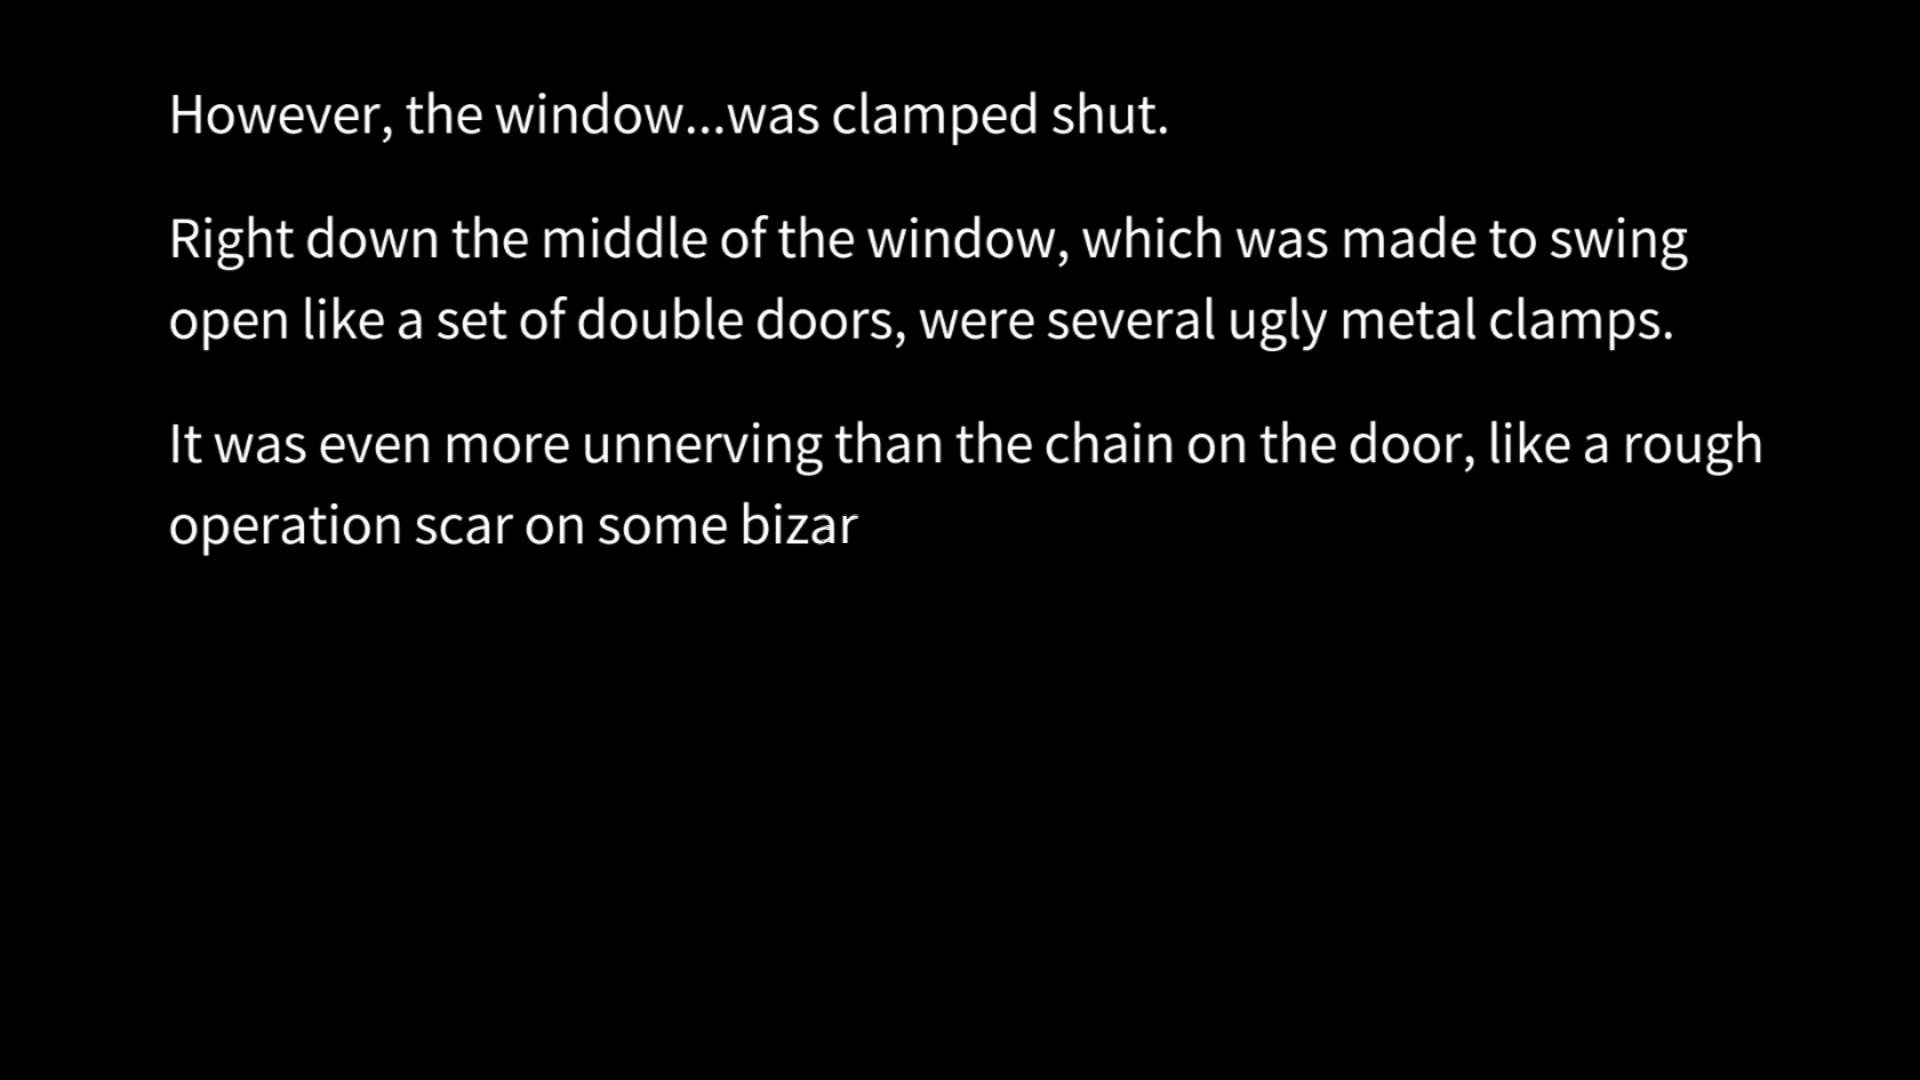 However, the window...was clamped shut.
Right down the middle of the window, which was made to swing
open like a set of double doors, were several ugly metal clamps.
It was even more unnerving than the chain on the door, like a rough
operation scar on some bizar